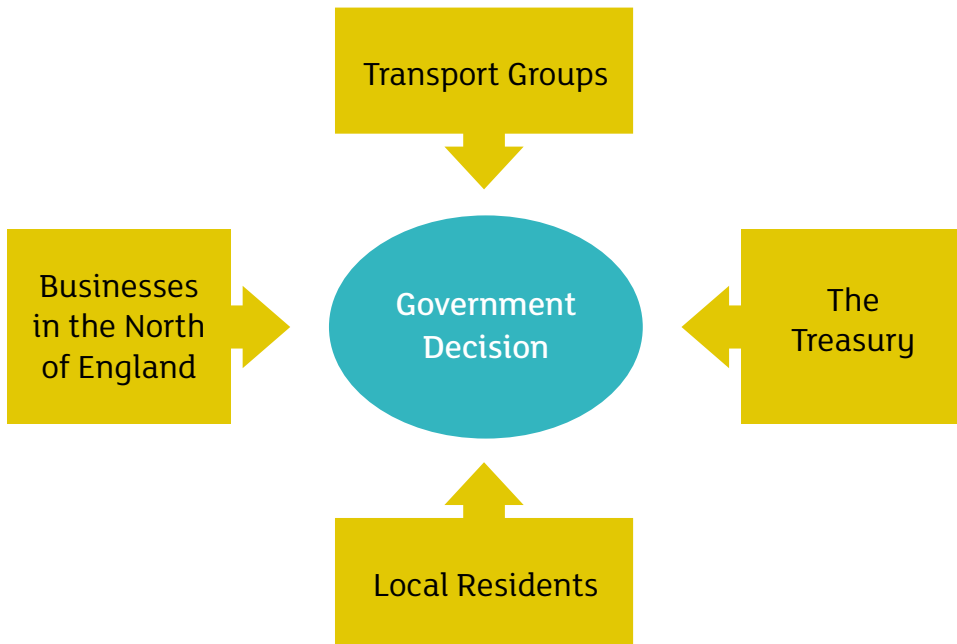 Transport Groups
Businesses
in the North
of England
Government
Decision
The
Treasury
Local Residents